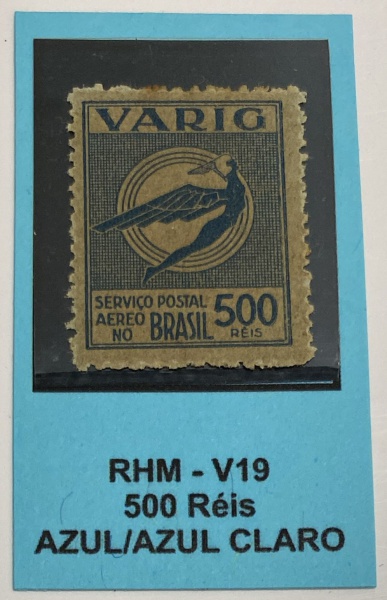 VARIG
SERVIÇO POSTAL
AEREO
NO BRASIL 500
RÉIS
RHM - V19
500 Réis
AZUL/AZUL CLARO